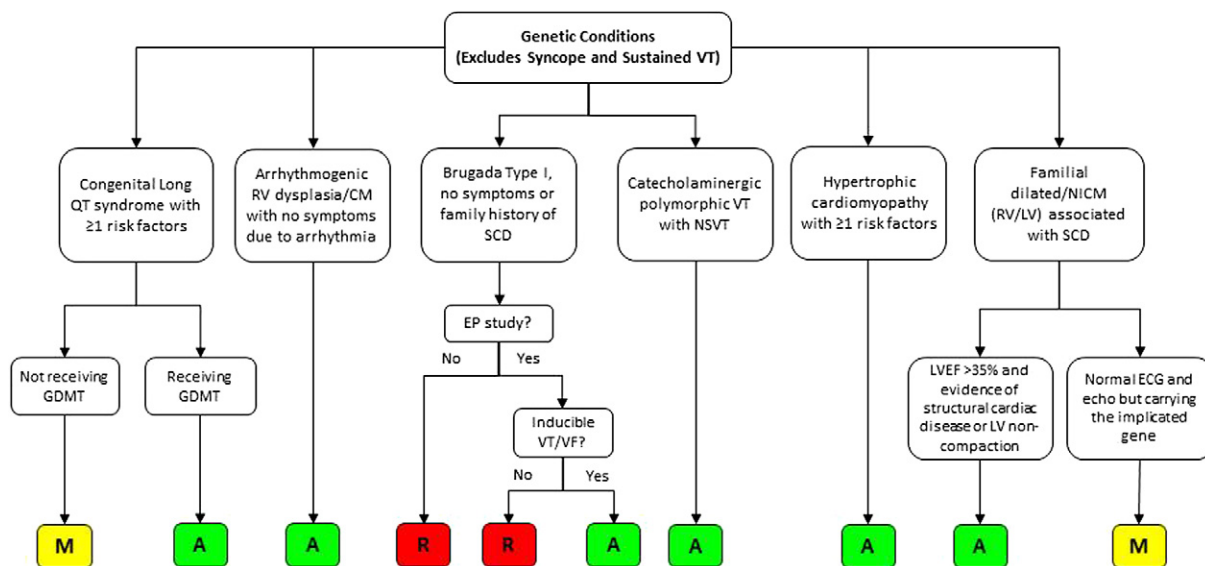 Genetic Conditions
(Excludes Syncope and Sustained VT)
Congenital Long
QT syndrome with
≥1 risk factors
Arrhythmogenic
RV dysplasia/CM
with no symptoms
due to arrhythmia
Brugada Type I,
no symptoms or
family history of
SCD
Catecholaminergic
polymorphic VT
with NSVT
Hypertrophic
cardiomyopathy
with ≥1 risk factors
Familial
dilated/NICM
(RV/LV) associated
with SCD
EP study?
No
Yes
Not receiving
GDMT
Receiving
GDMT
LVEF >35% and
evidence of
structural cardiac
disease or LV non-
compaction
Normal ECG and
echo but carrying
the implicated
gene
Inducible
VT/VF?
No
Yes
M
A
A
R
R
A
A
A
A
M